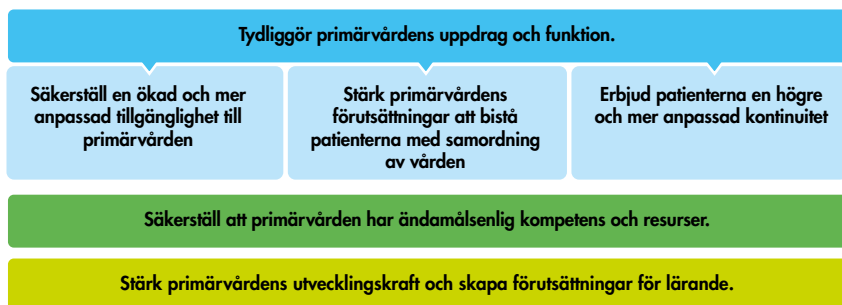 Tydliggör primärvårdens uppdrag och funktion.
Säkerställ en ökad och mer
anpassad tillgänglighet till
primärvården
Stärk primärvårdens
förutsättningar att bistå
patienterna med samordning
av vården
Erbjud patienterna en högre
och mer anpassad kontinuitet
Säkerställ att primärvården har ändamålsenlig kompetens och resurser.
Stärk primärvårdens utvecklingskraft och skapa förutsättningar för lärande.